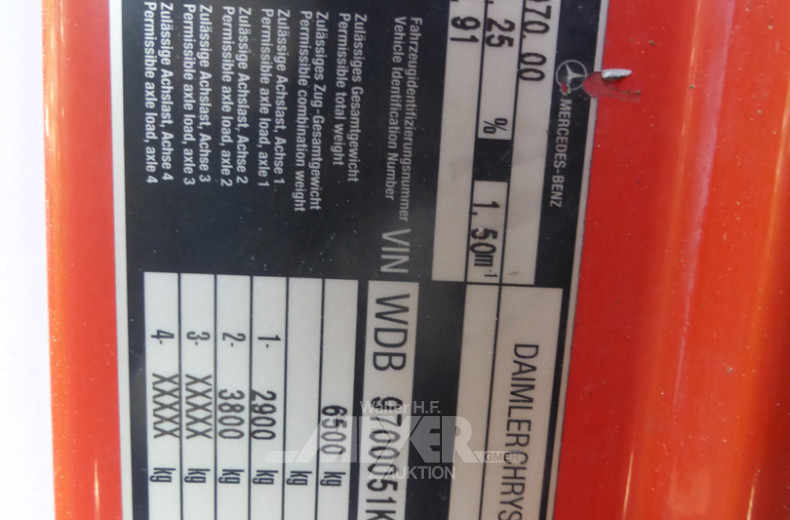 MERCEDES-BENZ
DAIMLERCHRYS
970.00
. 25 % 1. 50m⁻¹
. 91
Fahrzeugidentifizierungsnummer
Vehicle Identification Number
VIN WDB 9700051K
Zulässiges Gesamtgewicht
Permissible total weight
6500 kg
Zulässiges Zug-Gesamtgewicht
Permissible combination weight
kg
Zulässige Achslast, Achse 1
Permissible axle load, axle 1
1- 2900 kg
Zulässige Achslast, Achse 2
Permissible axle load, axle 2
2- 3800 kg
Zulässige Achslast, Achse 3
Permissible axle load, axle 3
3- XXXXX kg
Zulässige Achslast, Achse 4
Permissible axle load, axle 4
4- XXXXX kg
Walter H.F.
AUKTION